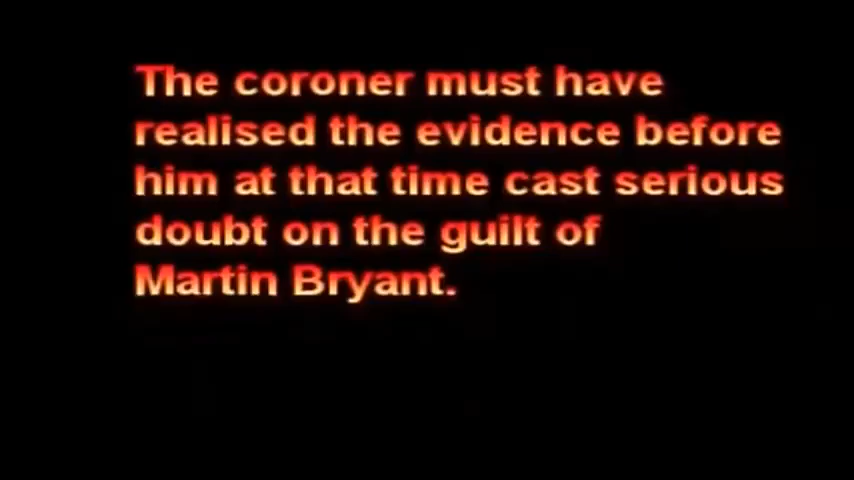 The coroner must have
realised the evidence before
him at that time cast serious
doubt on the guilt of
Martin Bryant.